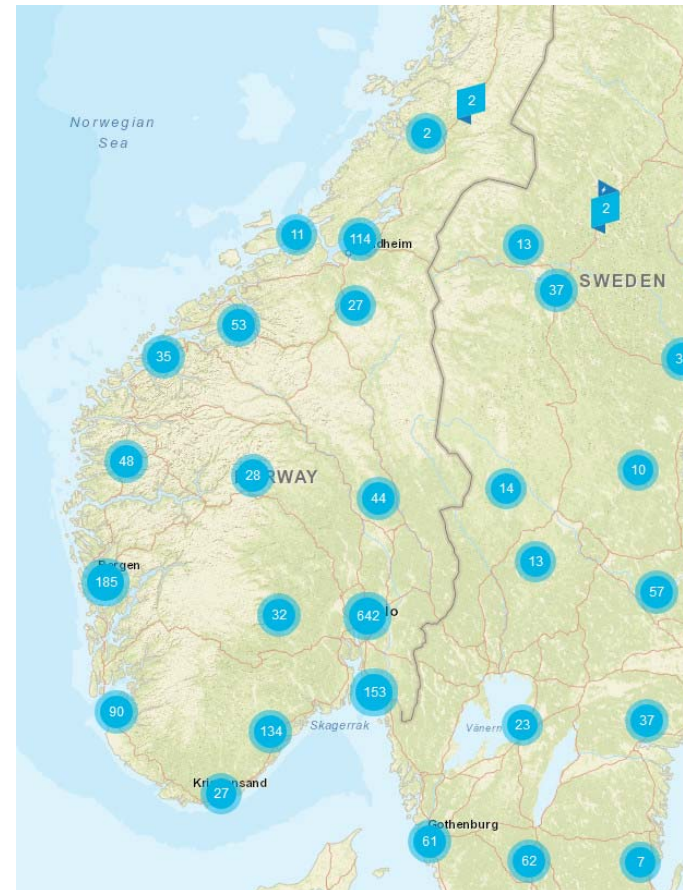 2
Norwegian
Sea
2
2
11
114
dheim
13
SWEDEN
37
27
53
35
48
28
RWAY
44
14
10
13
Bergen
185
57
32
642
lo
153
90
134
Skagerrak
Vänern
23
37
Kri
ansand
27
Gothenburg
61
62
7